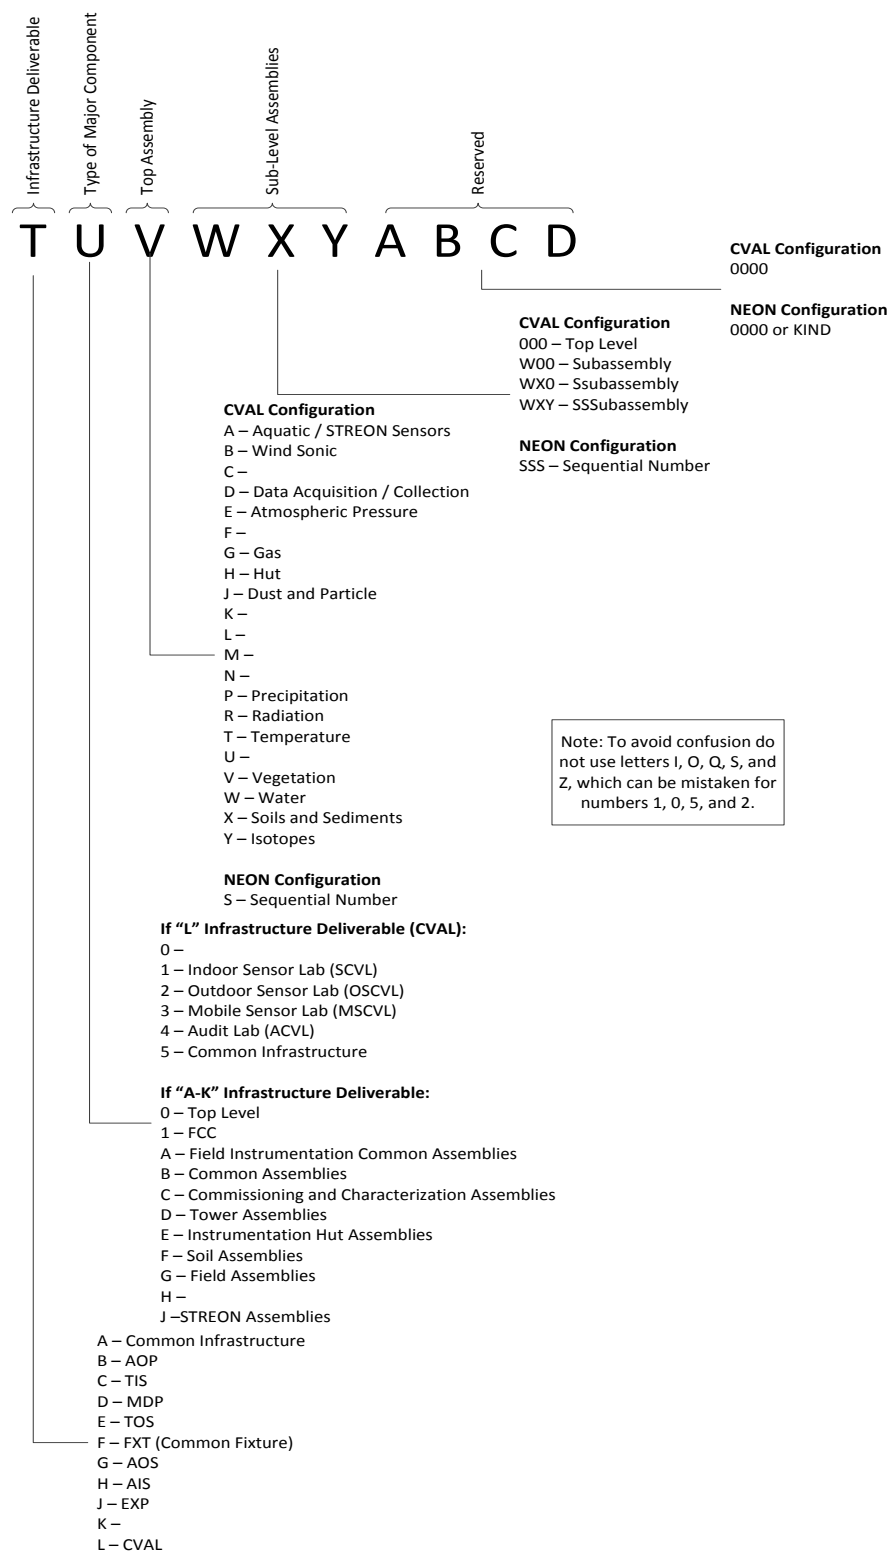 Infrastructure Deliverable
Type of Major Component
Top Assembly
Sub-Level Assemblies
Reserved
T U V W X Y A B C D
CVAL Configuration
0000
NEON Configuration
0000 or KIND
CVAL Configuration
000 – Top Level
W00 – Subassembly
WX0 – Ssubassembly
WXY – SSSubassembly
NEON Configuration
SSS – Sequential Number
CVAL Configuration
A – Aquatic / STREON Sensors
B – Wind Sonic
C –
D – Data Acquisition / Collection
E – Atmospheric Pressure
F –
G – Gas
H – Hut
J – Dust and Particle
K –
L –
M –
N –
P – Precipitation
R – Radiation
T – Temperature
U –
V – Vegetation
W – Water
X – Soils and Sediments
Y – Isotopes
NEON Configuration
S – Sequential Number
Note: To avoid confusion do
not use letters I, O, Q, S, and
Z, which can be mistaken for
numbers 1, 0, 5, and 2.
If “L” Infrastructure Deliverable (CVAL):
0 –
1 – Indoor Sensor Lab (SCVL)
2 – Outdoor Sensor Lab (OSCVL)
3 – Mobile Sensor Lab (MSCVL)
4 – Audit Lab (ACVL)
5 – Common Infrastructure
If “A-K” Infrastructure Deliverable:
0 – Top Level
1 – FCC
A – Field Instrumentation Common Assemblies
B – Common Assemblies
C – Commissioning and Characterization Assemblies
D – Tower Assemblies
E – Instrumentation Hut Assemblies
F – Soil Assemblies
G – Field Assemblies
H –
J –STREON Assemblies
A – Common Infrastructure
B – AOP
C – TIS
D – MDP
E – TOS
F – FXT (Common Fixture)
G – AOS
H – AIS
J – EXP
K –
L – CVAL